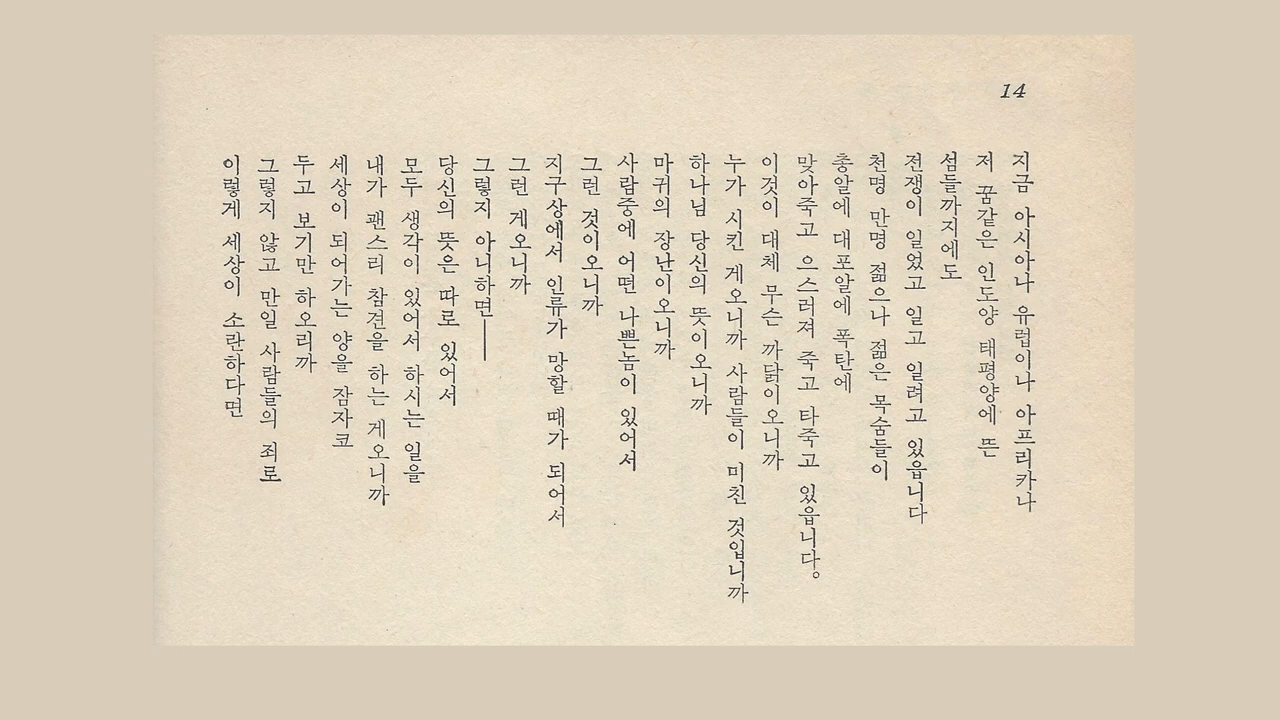 14
지금 아시아나 유럽이나 아프리카나
저 꿈같은 인도양 태평양에 뜬
섬들까지에도
전쟁이 일었고 일고 일려고 있읍니다
천명 만명 젊으나 젊은 목숨들이
총알에 대포알에 폭탄에
맞아죽고 으스러져 죽고 타죽고 있읍니다。
이것이 대체 무슨 까닭이오니까
누가 시킨 게오니까 사람들이 미친 것입니까
하나님 당신의 뜻이오니까
마귀의 장난이오니까
사람중에 어떤 나쁜놈이 있어서
그런 것이오니까
지구상에서 인류가 망할 때가 되어서
그런 게오니까
그렇지 아니하면――
당신의 뜻은 따로 있어서
모두 생각이 있어서 하시는 일을
내가 괜스리 참견을 하는 게오니까
세상이 되어가는 양을 잠자코
두고 보기만 하오리까
그렇지 않고 만일 사람들의 죄로
이렇게 세상이 소란하다면